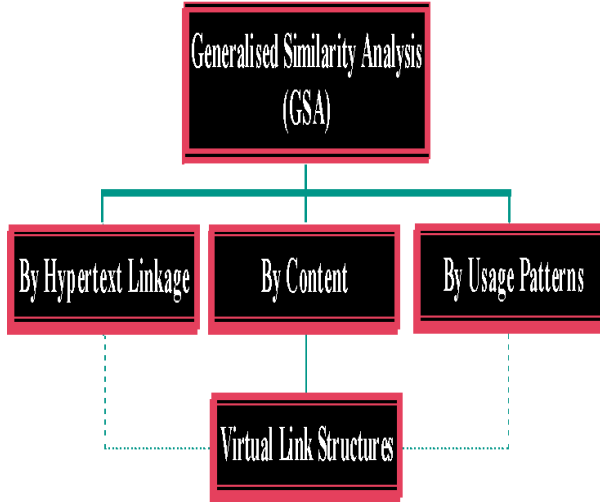 Generalised Similarity Analysis
(GSA)
By Hypertext Linkage
By Content
By Usage Patterns
Virtual Link Structures